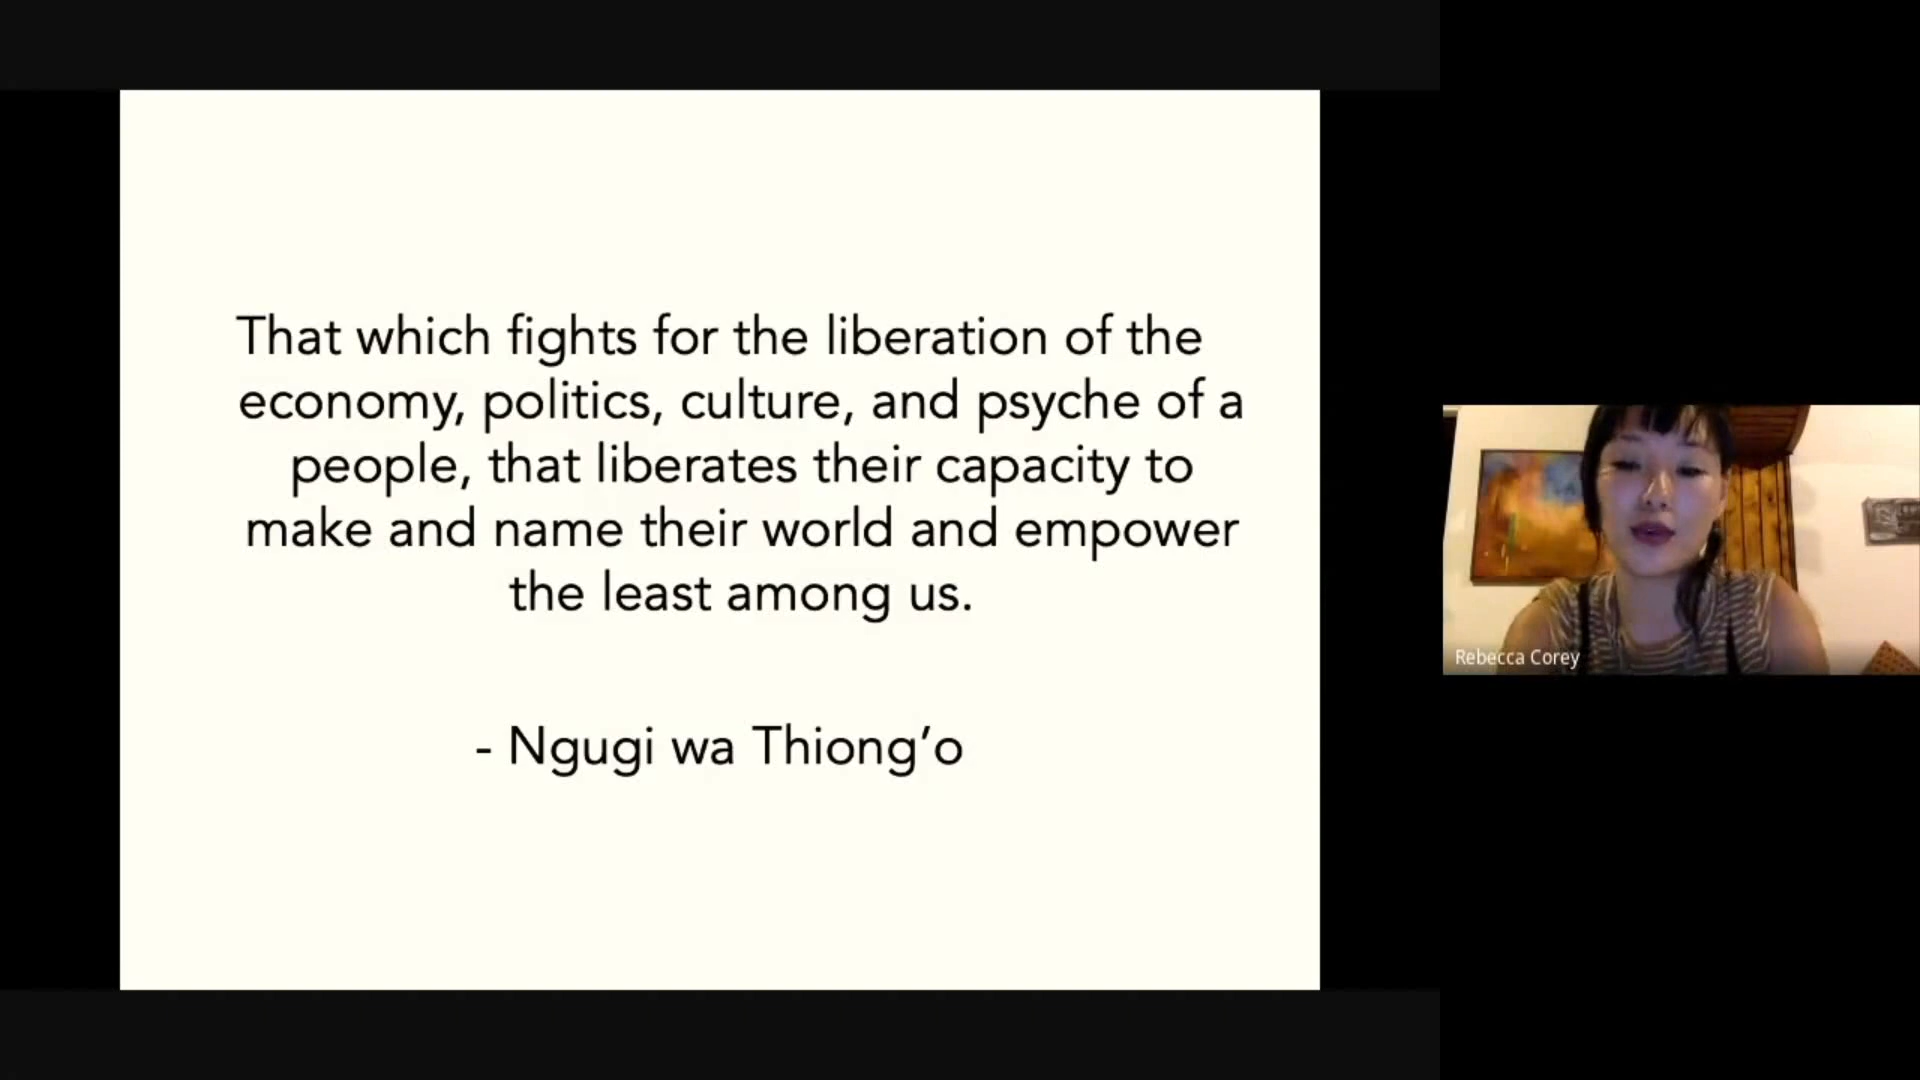 That which fights for the liberation of the
economy, politics, culture, and psyche of a
people, that liberates their capacity to
make and name their world and empower
the least among us.
- Ngugi wa Thiong’o
Rebecca Corey